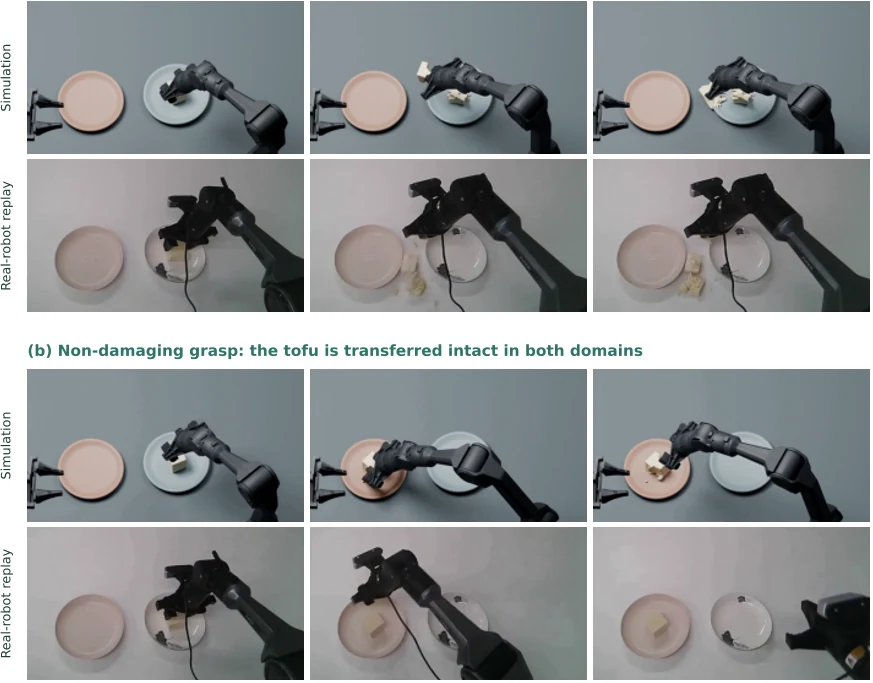 Simulation
Real-robot replay
(b) Non-damaging grasp: the tofu is transferred intact in both domains
Simulation
Real-robot replay